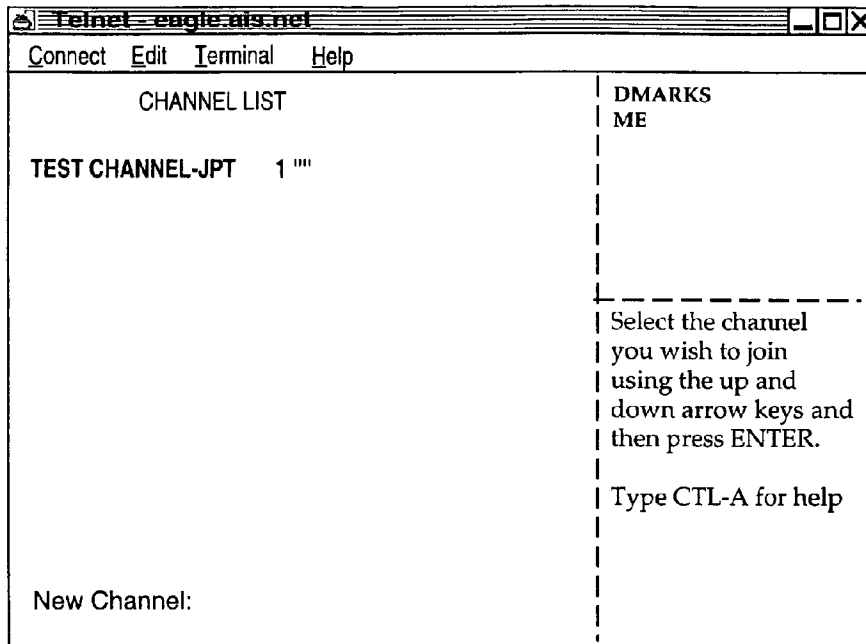 Telnet - eagle.ais.net
Connect Edit Terminal Help
CHANNEL LIST
TEST CHANNEL-JPT 1 ""
New Channel:
DMARKS
ME
Select the channel
you wish to join
using the up and
down arrow keys and
then press ENTER.
Type CTL-A for help